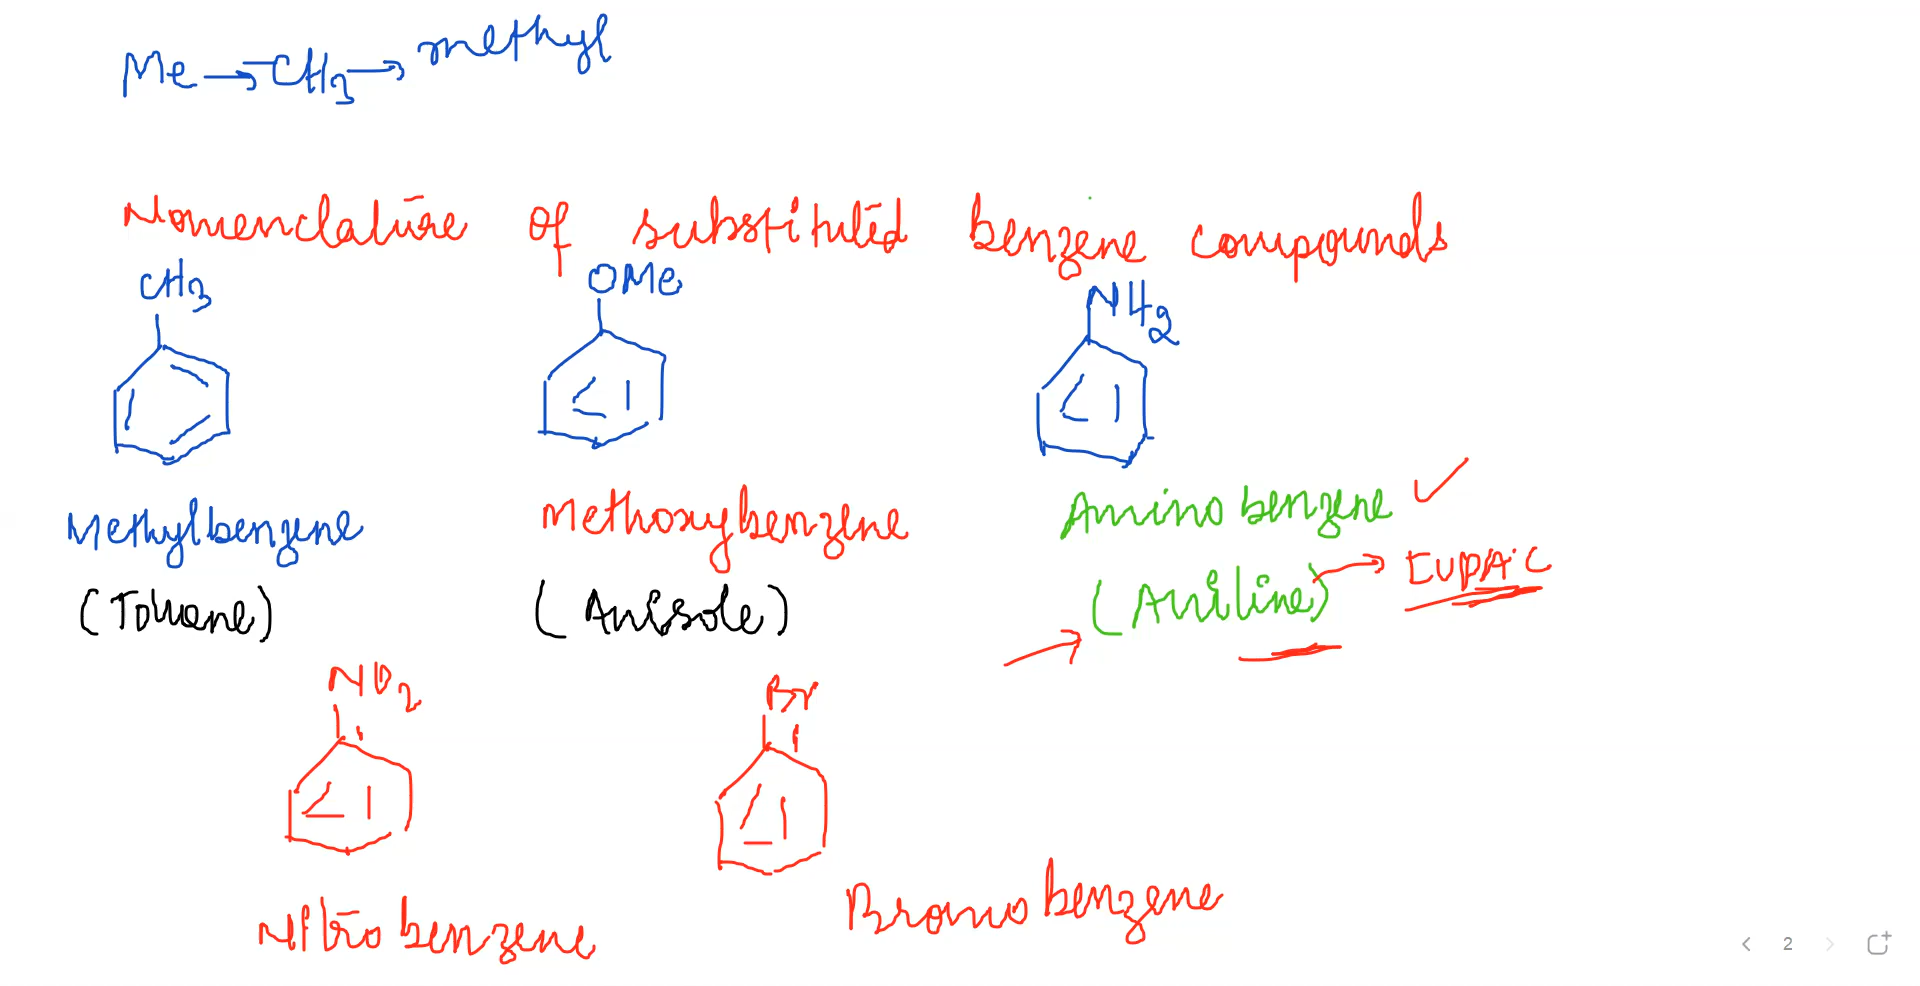 Me → -CH3 → methyl
Nomenclature of substituted benzene compounds
CH3 OMe NH2
Methylbenzene Methoxybenzene Amino benzene ✓
(Toluene) (Anisole) (Aniline) → IUPAC
NO2 Br
Nitro benzene Bromo benzene
< 2 >